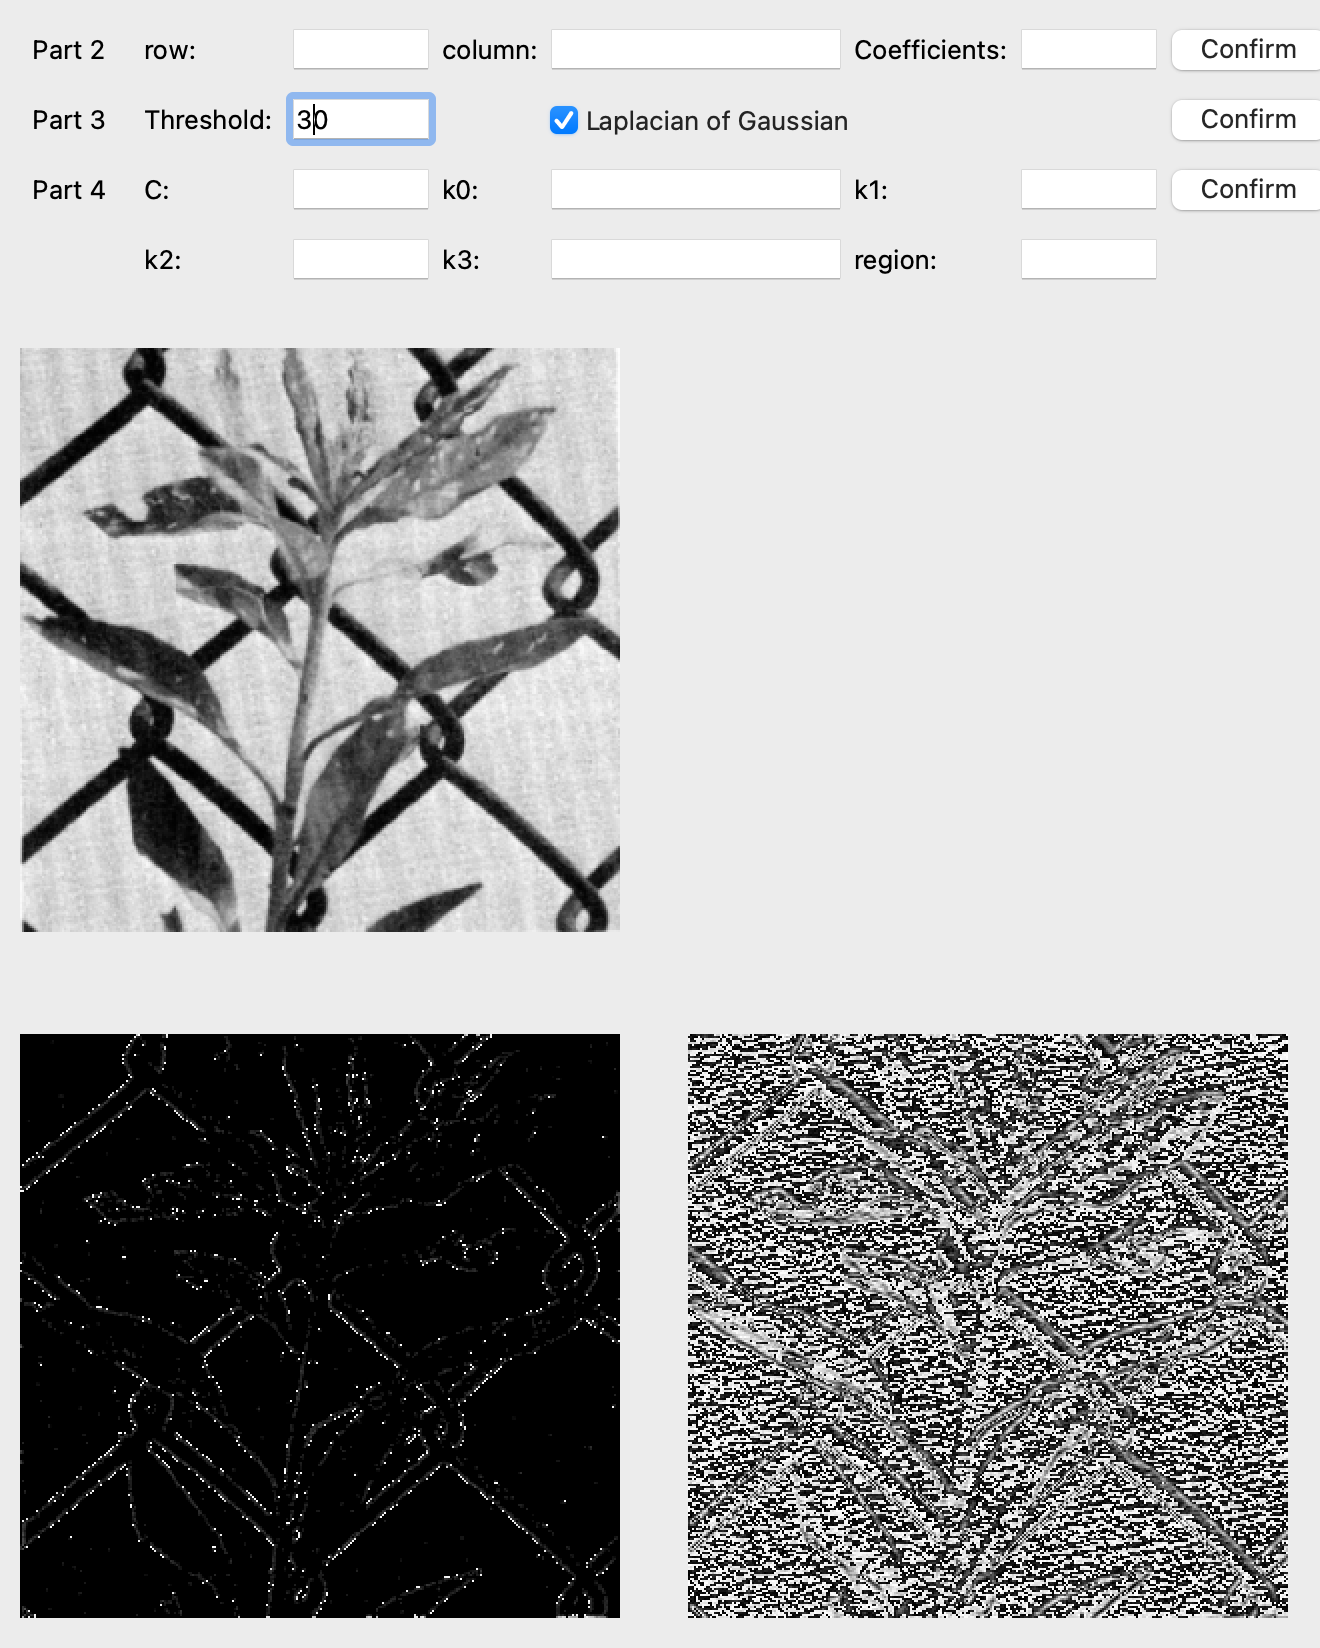 Part 2 row: column: Coefficients: Confirm
Part 3 Threshold: 30 Laplacian of Gaussian Confirm
Part 4 C: k0: k1: Confirm
k2: k3: region: